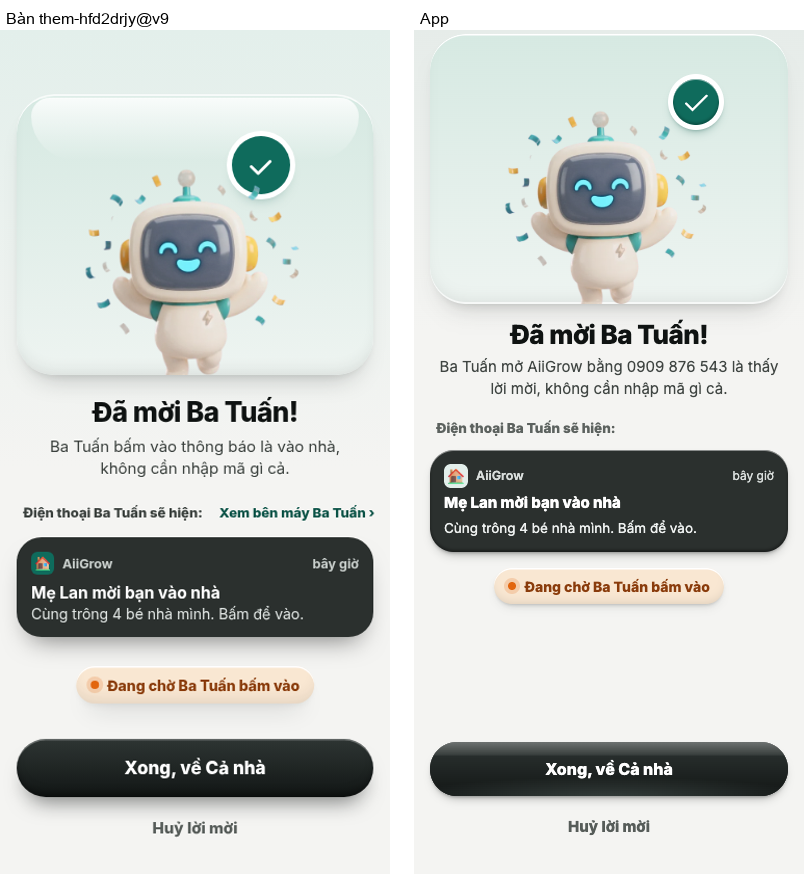 Bản them-hfd2drjy@v9
Đã mời Ba Tuấn!
Ba Tuấn bấm vào thông báo là vào nhà,
không cần nhập mã gì cả.
Điện thoại Ba Tuấn sẽ hiện: Xem bên máy Ba Tuấn ›
AiiGrow bây giờ
Mẹ Lan mời bạn vào nhà
Cùng trông 4 bé nhà mình. Bấm để vào.
Đang chờ Ba Tuấn bấm vào
Xong, về Cả nhà
Huỷ lời mời
App
Đã mời Ba Tuấn!
Ba Tuấn mở AiiGrow bằng 0909 876 543 là thấy
lời mời, không cần nhập mã gì cả.
Điện thoại Ba Tuấn sẽ hiện:
AiiGrow bây giờ
Mẹ Lan mời bạn vào nhà
Cùng trông 4 bé nhà mình. Bấm để vào.
Đang chờ Ba Tuấn bấm vào
Xong, về Cả nhà
Huỷ lời mời